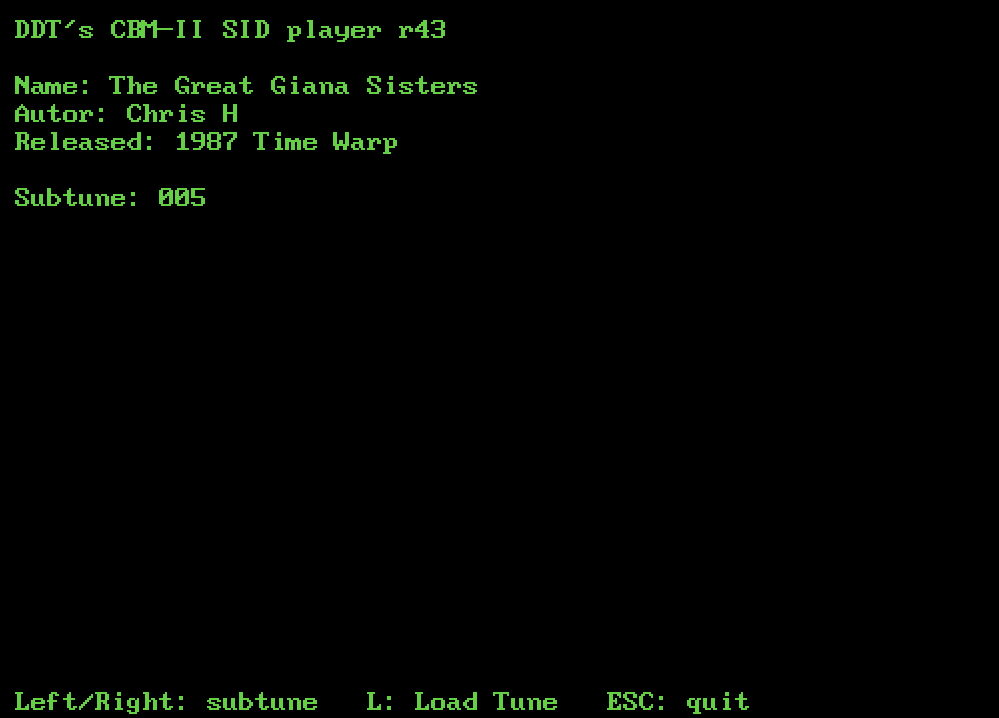 DDT's CBM-II SID player r43
Name: The Great Giana Sisters
Autor: Chris H
Released: 1987 Time Warp
Subtune: 005
Left/Right: subtune   L: Load Tune   ESC: quit